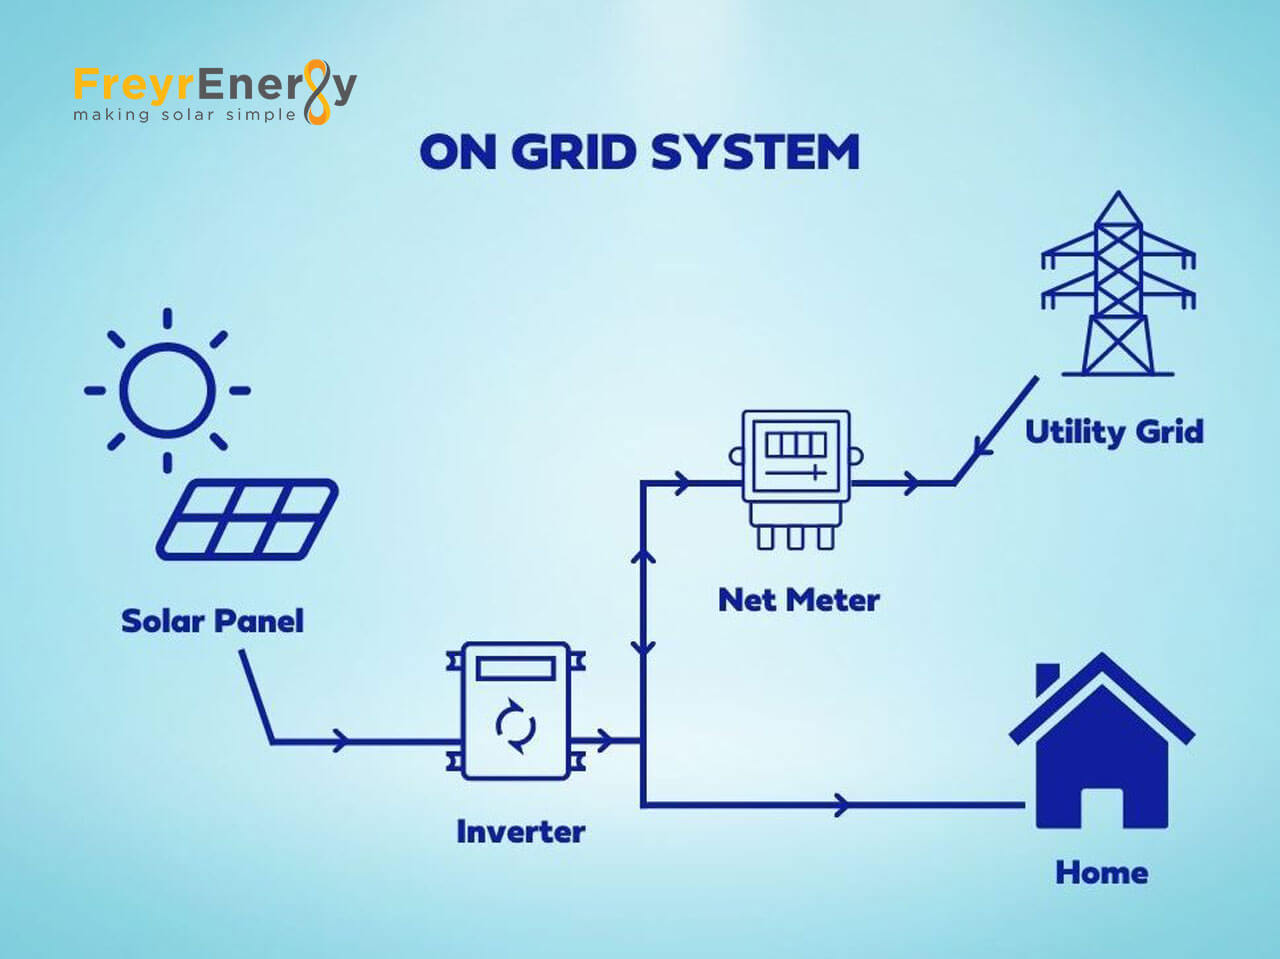 FreyrEnergy
making solar simple
ON GRID SYSTEM
Utility Grid
Net Meter
Solar Panel
Inverter
Home